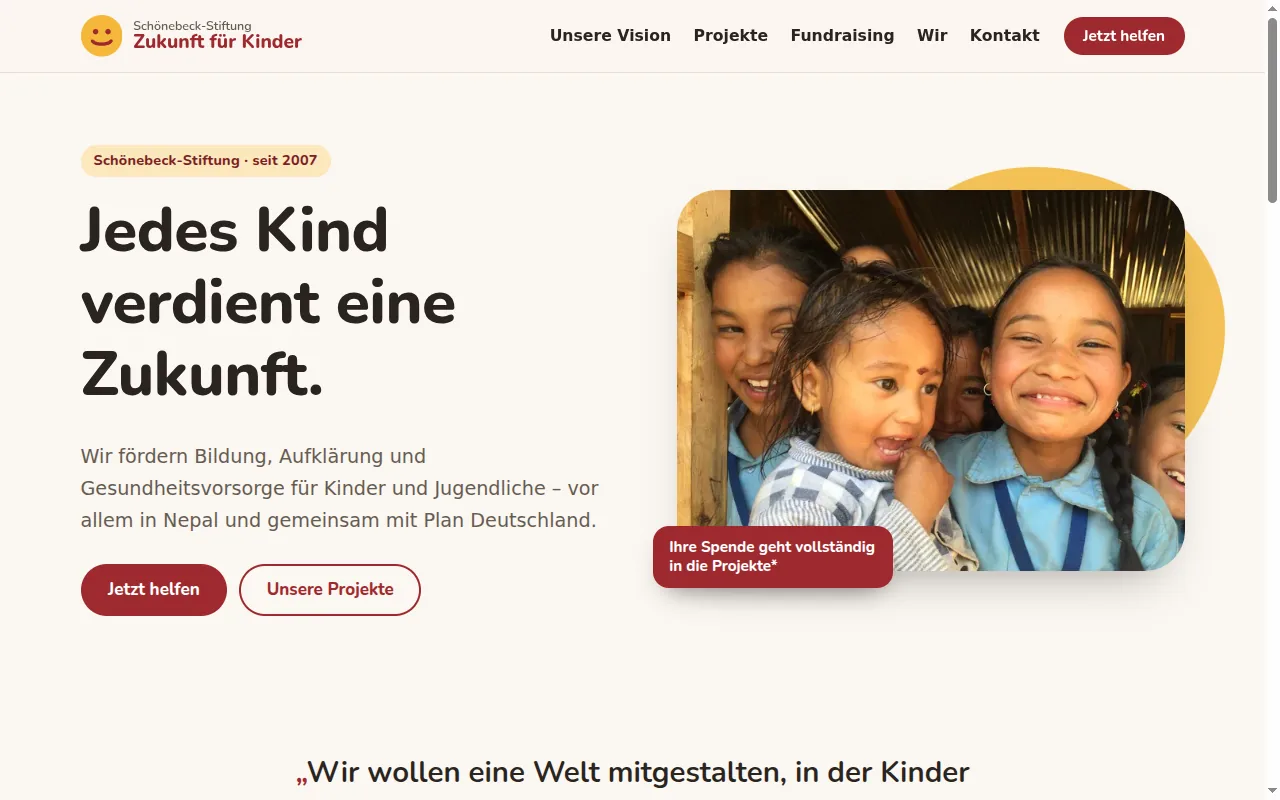 Schönebeck-Stiftung
Zukunft für Kinder
Unsere Vision
Projekte
Fundraising
Wir
Kontakt
Jetzt helfen
Schönebeck-Stiftung · seit 2007
Jedes Kind
verdient eine
Zukunft.
Wir fördern Bildung, Aufklärung und
Gesundheitsvorsorge für Kinder und Jugendliche – vor
allem in Nepal und gemeinsam mit Plan Deutschland.
Jetzt helfen
Unsere Projekte
Ihre Spende geht vollständig
in die Projekte*
„Wir wollen eine Welt mitgestalten, in der Kinder